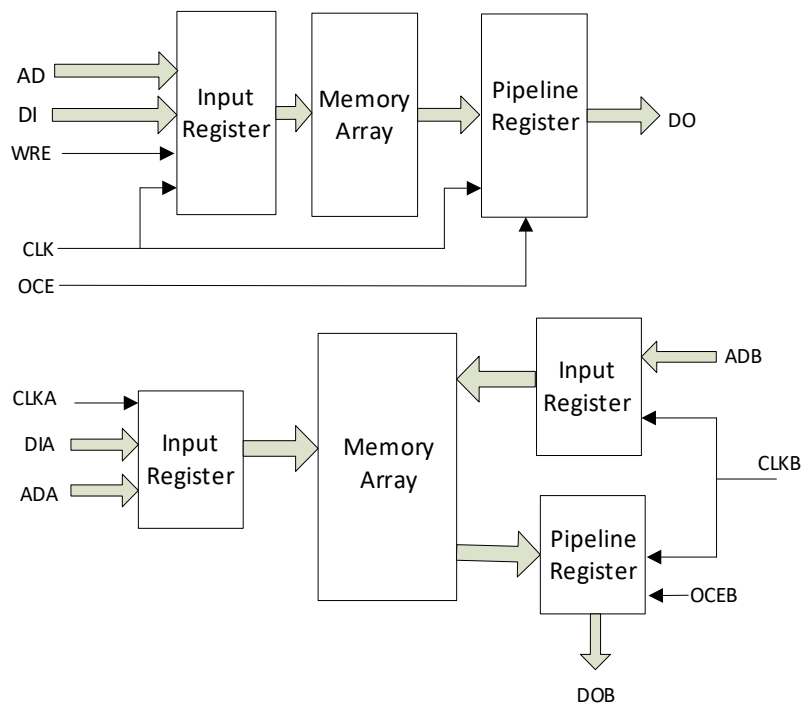 AD
DI
WRE
CLK
OCE
Input
Register
Memory
Array
Pipeline
Register
DO
CLKA
DIA
ADA
Input
Register
Memory
Array
Input
Register
ADB
CLKB
Pipeline
Register
OCEB
DOB